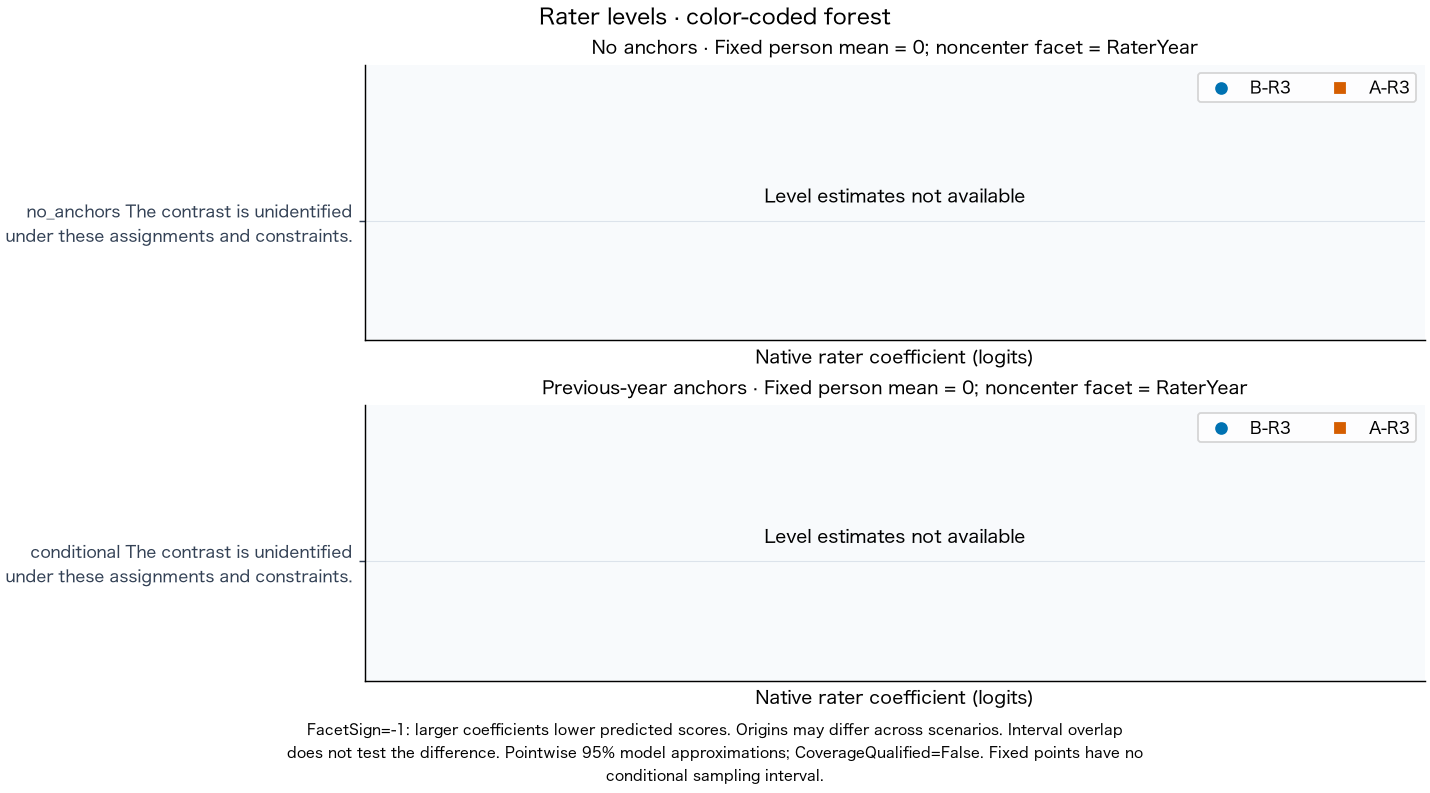 Rater levels · color-coded forest
No anchors · Fixed person mean = 0; noncenter facet = RaterYear
B-R3 A-R3
Level estimates not available
no_anchors The contrast is unidentified
under these assignments and constraints.
Native rater coefficient (logits)
Previous-year anchors · Fixed person mean = 0; noncenter facet = RaterYear
B-R3 A-R3
Level estimates not available
conditional The contrast is unidentified
under these assignments and constraints.
Native rater coefficient (logits)
FacetSign=-1: larger coefficients lower predicted scores. Origins may differ across scenarios. Interval overlap
does not test the difference. Pointwise 95% model approximations; CoverageQualified=False. Fixed points have no
conditional sampling interval.